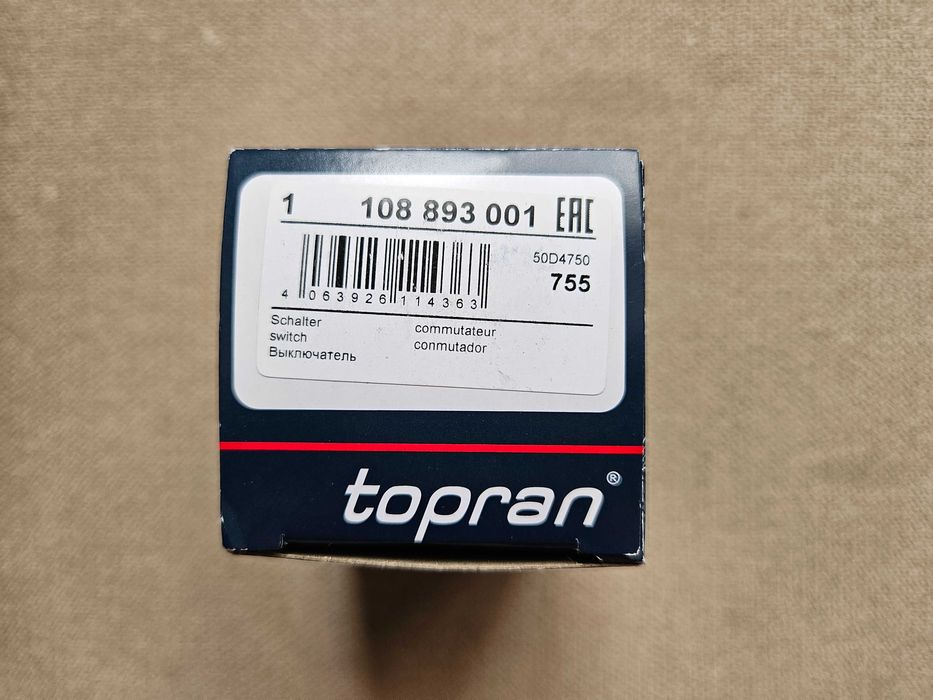 1 108 893 001 EAC
50D4750
755
4 063926 114363
Schalter commutateur
switch conmutador
Выключатель
topran®